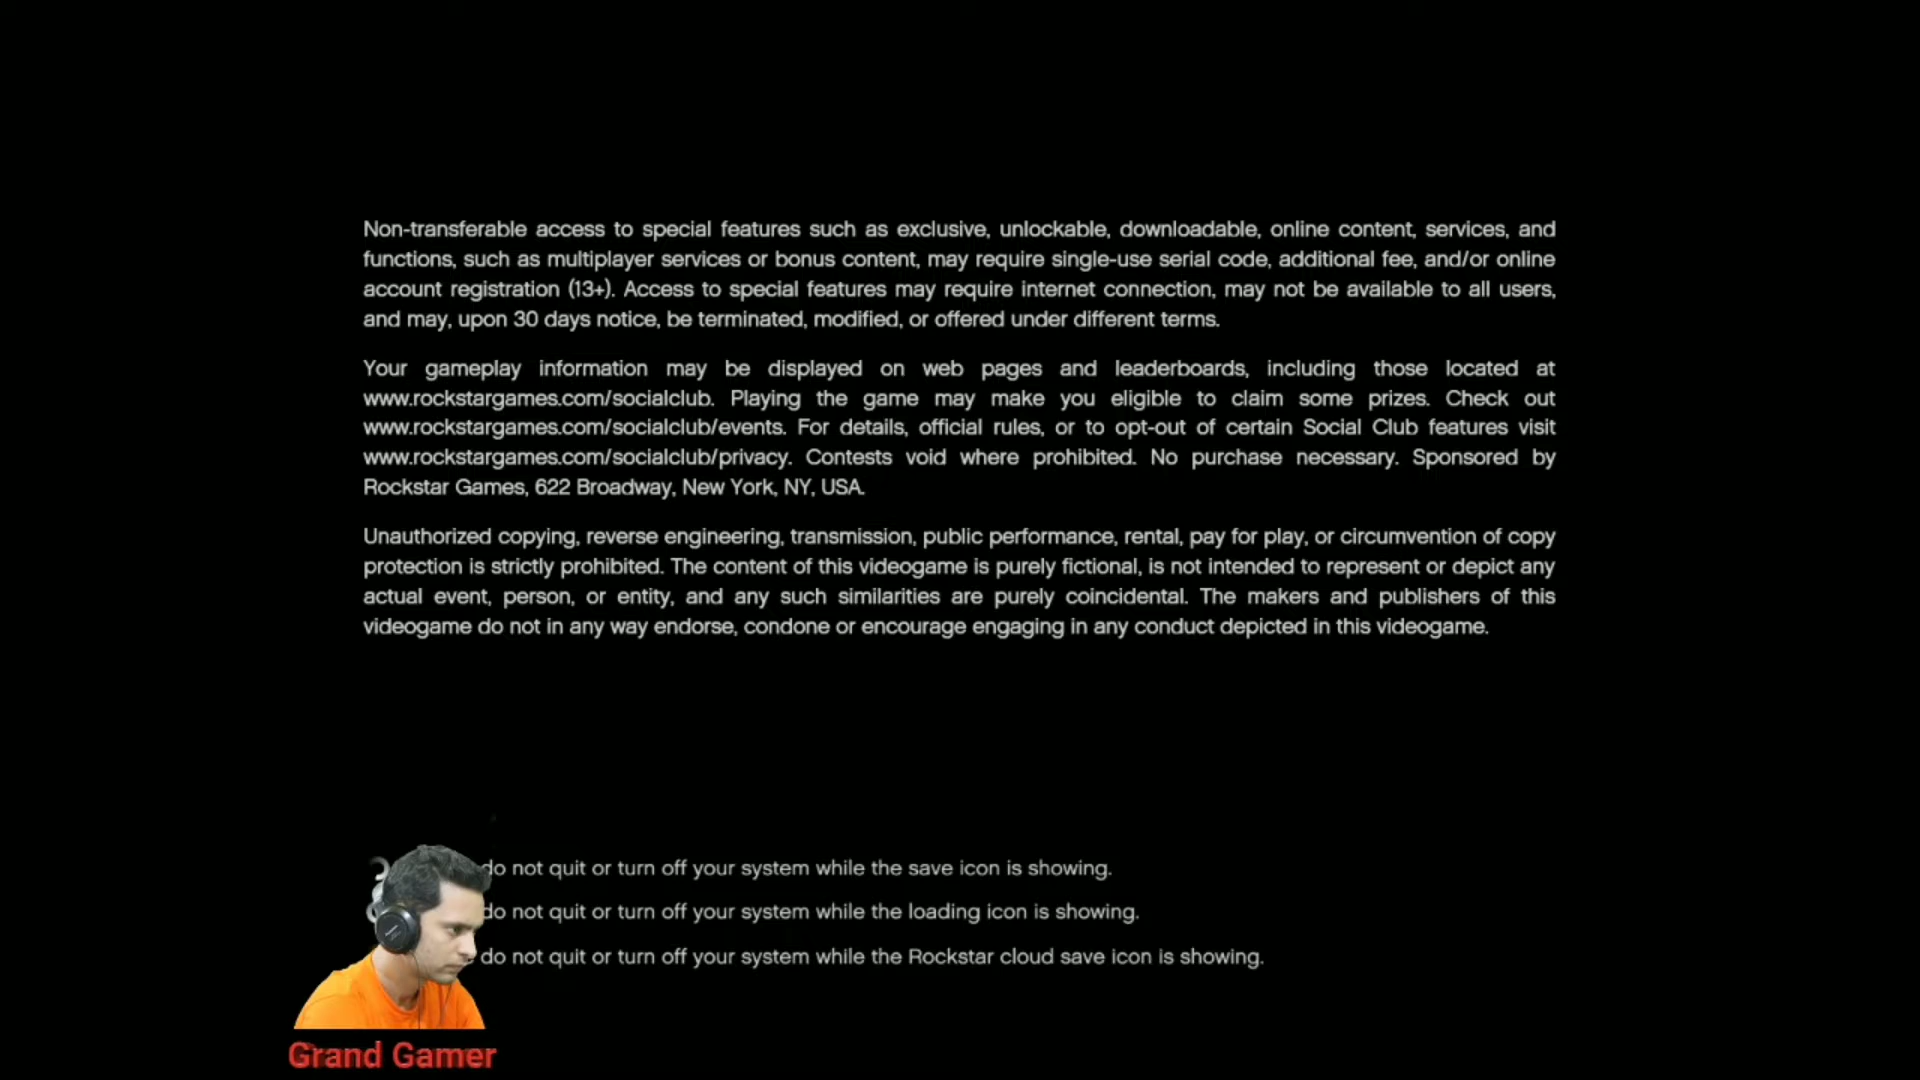 Non-transferable access to special features such as exclusive, unlockable, downloadable, online content, services, and
functions, such as multiplayer services or bonus content, may require single-use serial code, additional fee, and/or online
account registration (13+). Access to special features may require internet connection, may not be available to all users,
and may, upon 30 days notice, be terminated, modified, or offered under different terms.
Your gameplay information may be displayed on web pages and leaderboards, including those located at
www.rockstargames.com/socialclub. Playing the game may make you eligible to claim some prizes. Check out
www.rockstargames.com/socialclub/events. For details, official rules, or to opt-out of certain Social Club features visit
www.rockstargames.com/socialclub/privacy. Contests void where prohibited. No purchase necessary. Sponsored by
Rockstar Games, 622 Broadway, New York, NY, USA.
Unauthorized copying, reverse engineering, transmission, public performance, rental, pay for play, or circumvention of copy
protection is strictly prohibited. The content of this videogame is purely fictional, is not intended to represent or depict any
actual event, person, or entity, and any such similarities are purely coincidental. The makers and publishers of this
videogame do not in any way endorse, condone or encourage engaging in any conduct depicted in this videogame.
do not quit or turn off your system while the save icon is showing.
do not quit or turn off your system while the loading icon is showing.
do not quit or turn off your system while the Rockstar cloud save icon is showing.
Grand Gamer